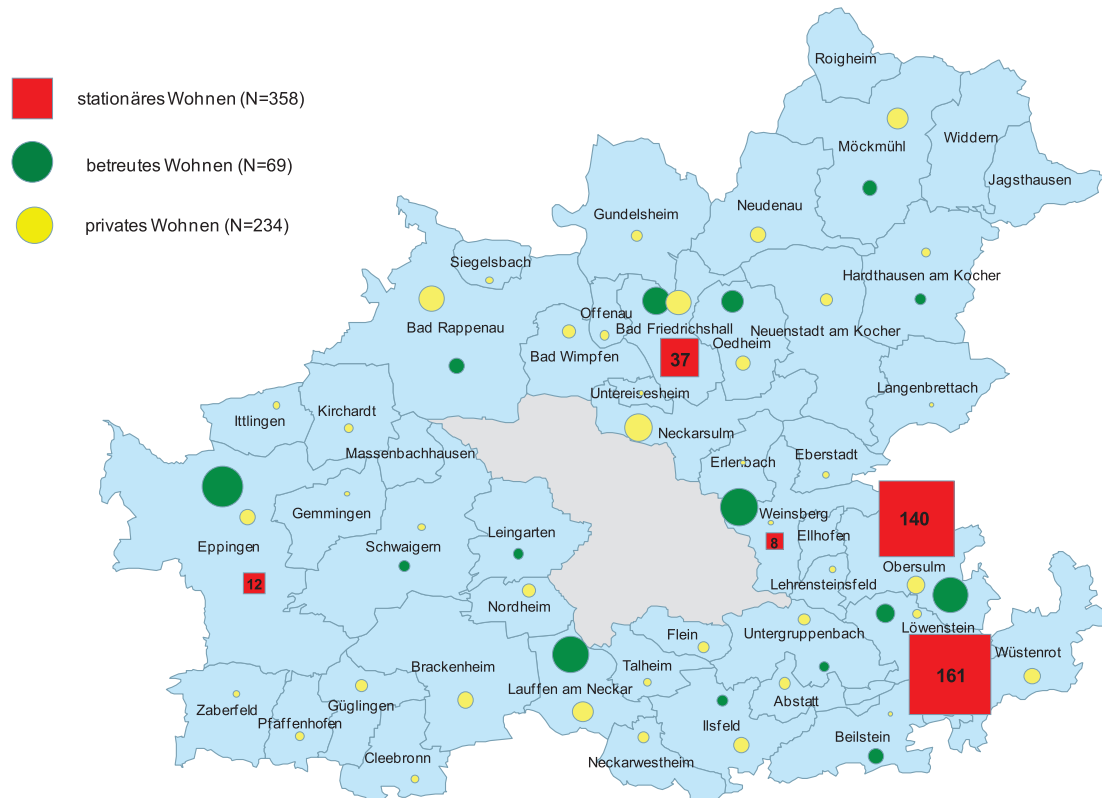 Roigheim
stationäres Wohnen (N=358)
Möckmühl
Widdern
betreutes Wohnen (N=69)
Jagsthausen
Gundelsheim
Neudenau
privates Wohnen (N=234)
Siegelsbach
Hardthausen am Kocher
Offenau
Bad Rappenau
Bad Friedrichshall
Neuenstadt am Kocher
Oedheim
Bad Wimpfen
37
Untereisesheim
Langenbrettach
Ittlingen
Kirchardt
Neckarsulm
Massenbachhausen
Erlenbach
Eberstadt
Gemmingen
Weinsberg
140
Leingarten
Ellhofen
Eppingen
Schwaigern
8
Obersulm
12
Lehrensteinsfeld
Nordheim
Löwenstein
Flein
Untergruppenbach
Wüstenrot
Brackenheim
Talheim
161
Lauffen am Neckar
Abstatt
Zaberfeld
Güglingen
Pfaffenhofen
Ilsfeld
Beilstein
Cleebronn
Neckarwestheim